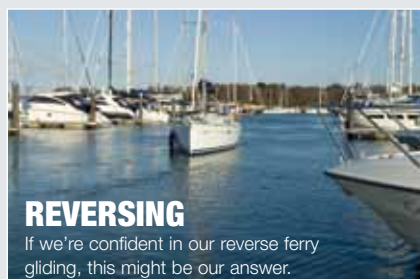 REVERSING
If we're confident in our reverse ferry
gliding, this might be our answer.